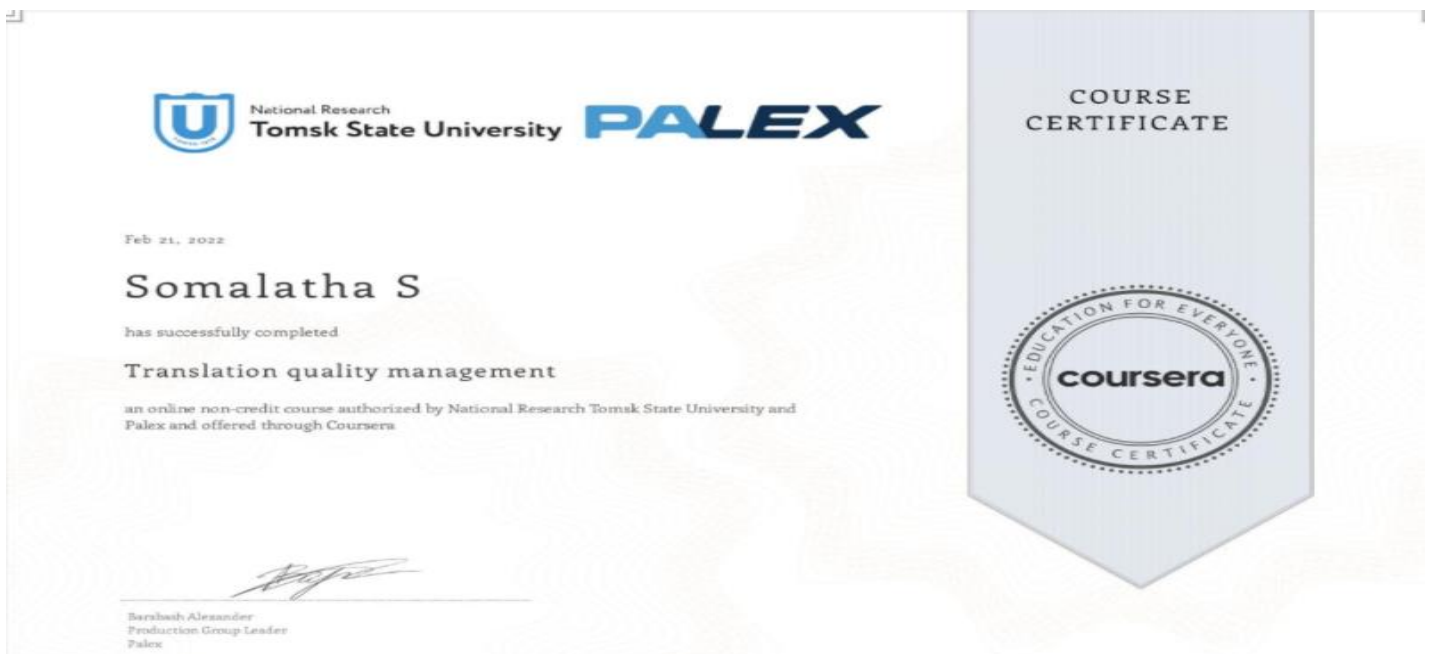 National Research
Tomsk State University
PALEX
COURSE
CERTIFICATE
Feb 21, 2022
Somalatha S
has successfully completed
Translation quality management
an online non-credit course authorized by National Research Tomsk State University and
Palex and offered through Coursera
EDUCATION FOR EVERYONE
coursera
COURSE CERTIFICATE
Barabash Alexander
Production Group Leader
Palex